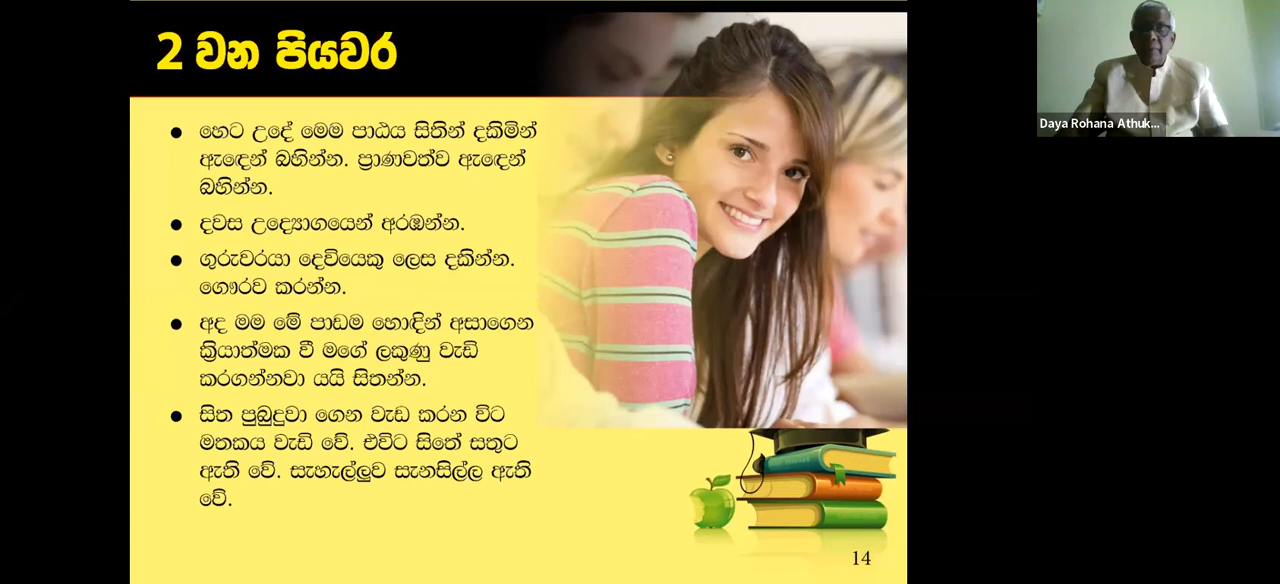 2 වන පියවර
● හෙට උදේ මෙම පාඨය සිතින් දකිමින්
ඇඳෙන් බහින්න. ප්‍රාණවත්ව ඇඳෙන්
බහින්න.
● දවස උද්‍යොගයෙන් අරඹන්න.
● ගුරුවරයා දෙවියෙකු ලෙස දකින්න.
ගෞරව කරන්න.
● අද මම මේ පාඩම හොඳින් අසාගෙන
ක්‍රියාත්මක වී මගේ ලකුණු වැඩි
කරගන්නවා යයි සිතන්න.
● සිත පුබුදුවා ගෙන වැඩ කරන විට
මතකය වැඩි වේ. එවිට සිතේ සතුට
ඇති වේ. සැහැල්ලුව සැනසිල්ල ඇති
වේ.
14
Daya Rohana Athuk...